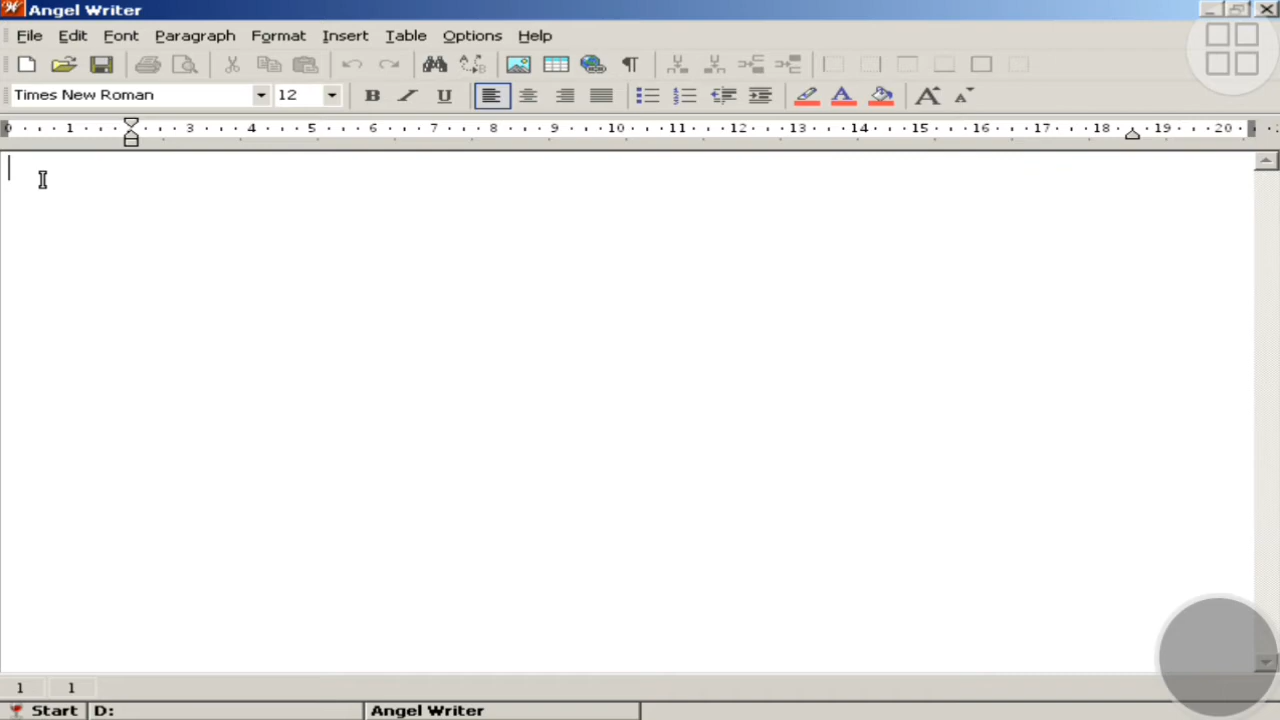 Angel Writer
File Edit Font Paragraph Format Insert Table Options Help
Times New Roman 12 B U A A A
0 1 3 4 5 6 7 8 9 10 11 12 13 14 15 16 17 18 19 20
1 1
Start D: Angel Writer